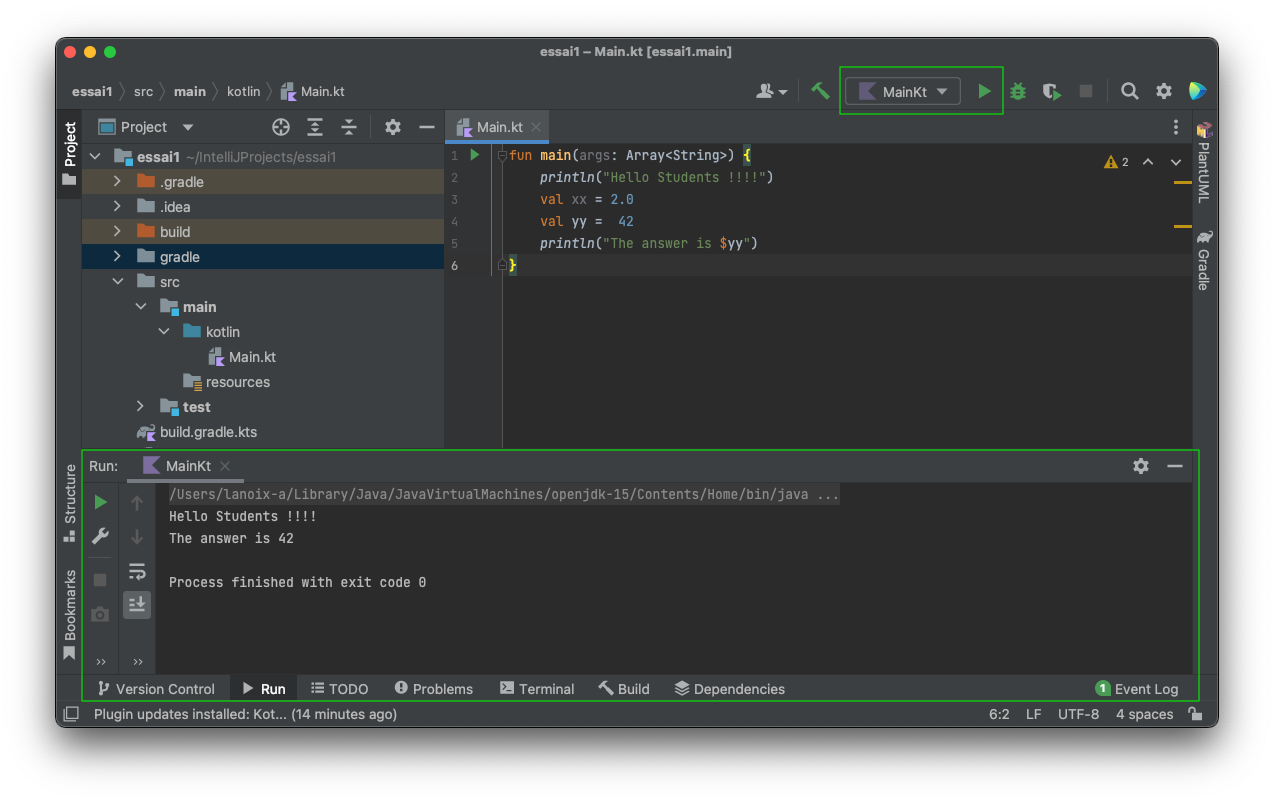 essai1 – Main.kt [essai1.main]
essai1 src main kotlin Main.kt
MainKt
Project
Main.kt
Project
essai1 ~/IntelliJProjects/essai1
.gradle
.idea
build
gradle
src
main
kotlin
Main.kt
resources
test
build.gradle.kts
1 fun main(args: Array<String>) {
2 println("Hello Students !!!!")
3 val xx = 2.0
4 val yy =  42
5 println("The answer is $yy")
6 }
2
PlantUML
Gradle
Structure
Bookmarks
Run: MainKt
/Users/lanoix-a/Library/Java/JavaVirtualMachines/openjdk-15/Contents/Home/bin/java ...
Hello Students !!!!
The answer is 42
Process finished with exit code 0
Version Control Run TODO Problems Terminal Build Dependencies 1 Event Log
Plugin updates installed: Kot... (14 minutes ago) 6:2 LF UTF-8 4 spaces